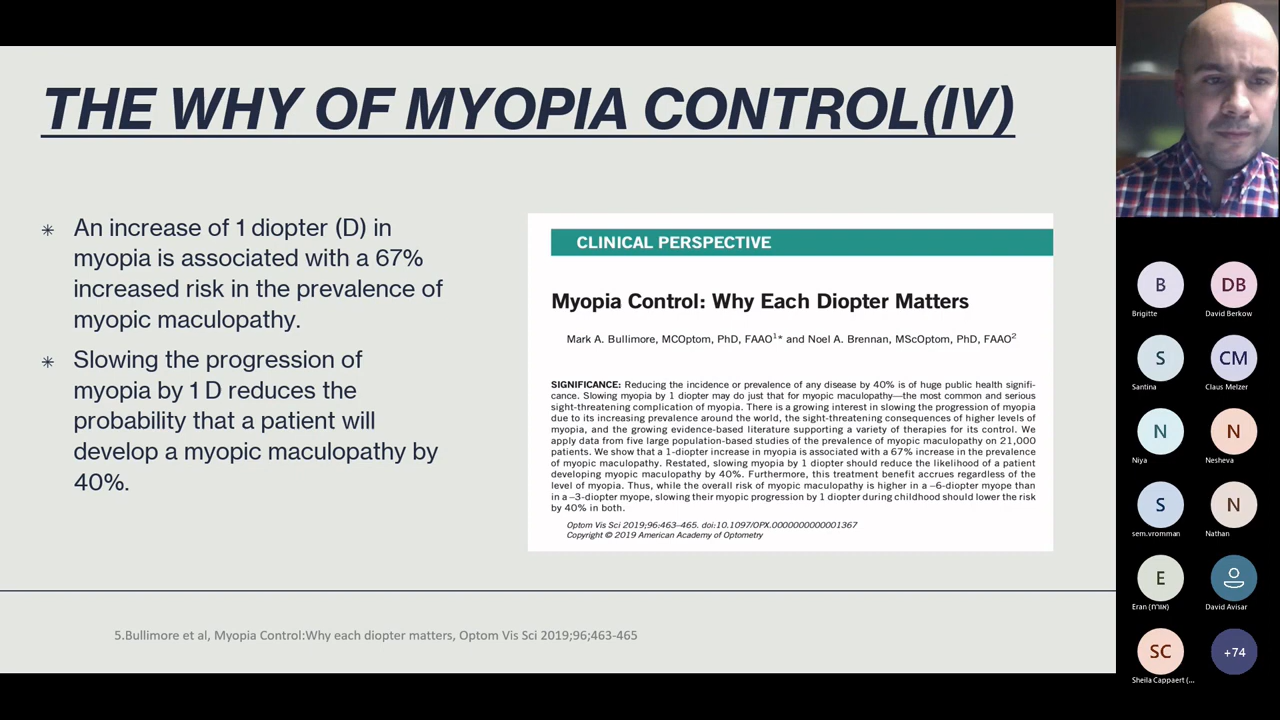 THE WHY OF MYOPIA CONTROL(IV)
An increase of 1 diopter (D) in
myopia is associated with a 67%
increased risk in the prevalence of
myopic maculopathy.
Slowing the progression of
myopia by 1 D reduces the
probability that a patient will
develop a myopic maculopathy by
40%.
CLINICAL PERSPECTIVE
Myopia Control: Why Each Diopter Matters
Mark A. Bullimore, MCOptom, PhD, FAAO1* and Noel A. Brennan, MScOptom, PhD, FAAO2
SIGNIFICANCE: Reducing the incidence or prevalence of any disease by 40% is of huge public health signifi-
cance. Slowing myopia by 1 diopter may do just that for myopic maculopathy—the most common and serious
sight-threatening complication of myopia. There is a growing interest in slowing the progression of myopia
due to its increasing prevalence around the world, the sight-threatening consequences of higher levels of
myopia, and the growing evidence-based literature supporting a variety of therapies for its control. We
apply data from five large population-based studies of the prevalence of myopic maculopathy on 21,000
patients. We show that a 1-diopter increase in myopia is associated with a 67% increase in the prevalence
of myopic maculopathy. Restated, slowing myopia by 1 diopter should reduce the likelihood of a patient
developing myopic maculopathy by 40%. Furthermore, this treatment benefit accrues regardless of the
level of myopia. Thus, while the overall risk of myopic maculopathy is higher in a −6-diopter myope than
in a −3-diopter myope, slowing their myopic progression by 1 diopter during childhood should lower the risk
by 40% in both.
Optom Vis Sci 2019;96:463–465. doi:10.1097/OPX.0000000000001367
Copyright © 2019 American Academy of Optometry
5.Bullimore et al, Myopia Control:Why each diopter matters, Optom Vis Sci 2019;96;463-465
B
DB
Brigitte
David Berkow
S
CM
Santina
Claus Melzer
N
N
Niya
Nesheva
S
N
sem.vromman
Nathan
E
Eran (אורח)
David Avisar
SC
+74
Sheila Cappaert (...